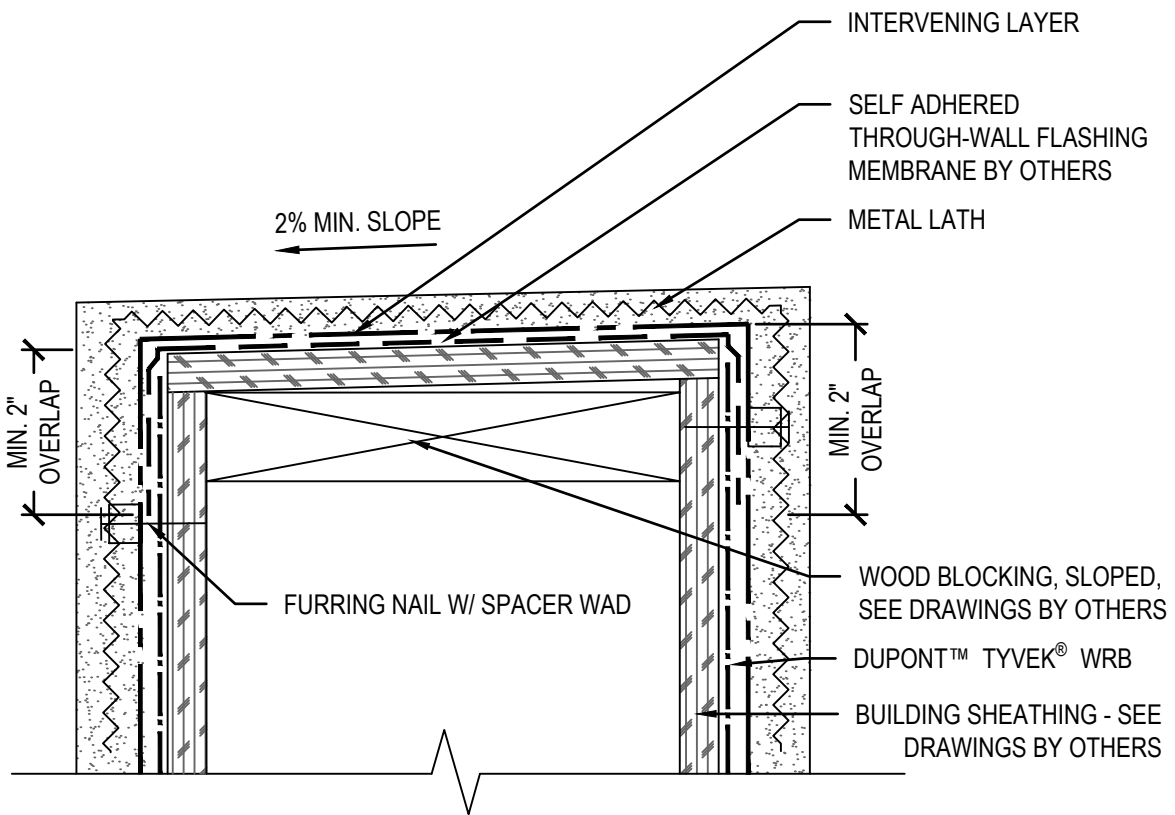 INTERVENING LAYER
SELF ADHERED
THROUGH-WALL FLASHING
MEMBRANE BY OTHERS
2% MIN. SLOPE
METAL LATH
MIN. 2"
OVERLAP
MIN. 2"
OVERLAP
FURRING NAIL W/ SPACER WAD
WOOD BLOCKING, SLOPED,
SEE DRAWINGS BY OTHERS
DUPONT™ TYVEK® WRB
BUILDING SHEATHING - SEE
DRAWINGS BY OTHERS